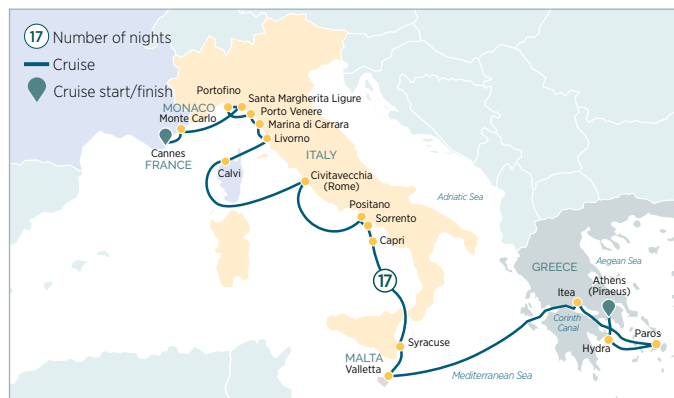 17 Number of nights
Cruise
Cruise start/finish
Portofino
Santa Margherita Ligure
MONACO
Porto Venere
Monte Carlo
Marina di Carrara
Livorno
Cannes
FRANCE
ITALY
Calvi
Civitavecchia
(Rome)
Positano
Adriatic Sea
Sorrento
Capri
17
GREECE
Aegean Sea
Athens
(Piraeus)
Itea
Corinth
Canal
Paros
Hydra
Syracuse
MALTA
Valletta
Mediterranean Sea